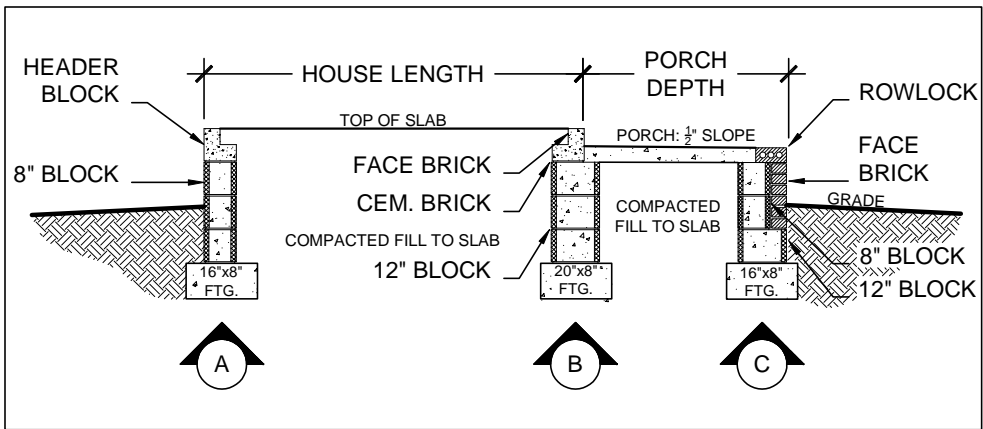 HEADER
BLOCK
HOUSE LENGTH
PORCH
DEPTH
ROWLOCK
TOP OF SLAB
PORCH: 1/2" SLOPE
8" BLOCK
FACE BRICK
FACE
BRICK
CEM. BRICK
GRADE
COMPACTED FILL TO SLAB
COMPACTED
FILL TO SLAB
12" BLOCK
8" BLOCK
12" BLOCK
16"x8"
FTG.
20"x8"
FTG.
16"x8"
FTG.
A
B
C